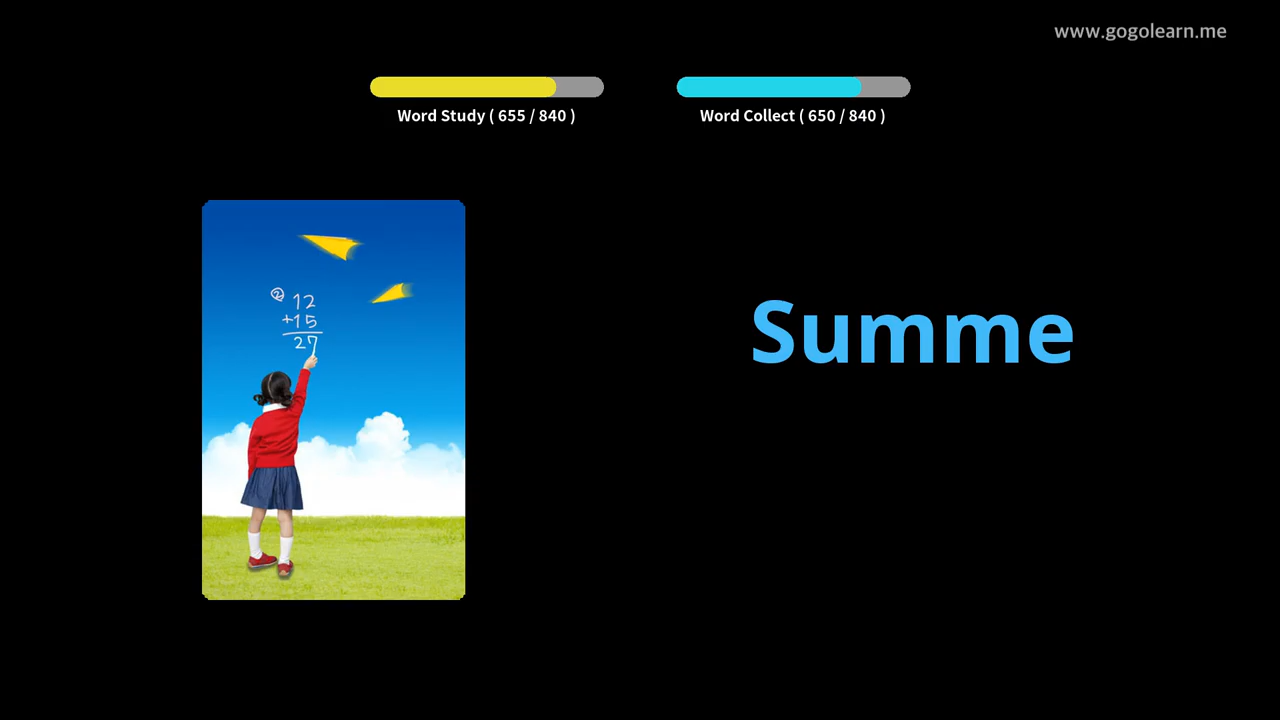 www.gogolearn.me
Word Study ( 655 / 840 )
Word Collect ( 650 / 840 )
② 12
+15
27
Summe